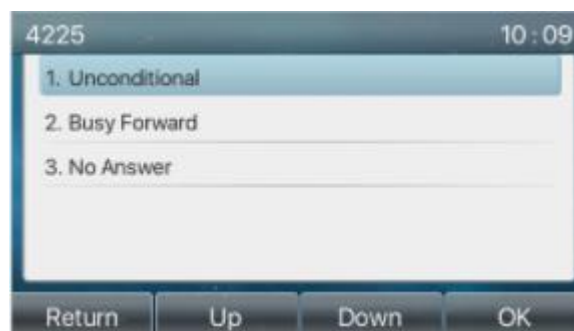 4225 10:09
1. Unconditional
2. Busy Forward
3. No Answer
Return Up Down OK